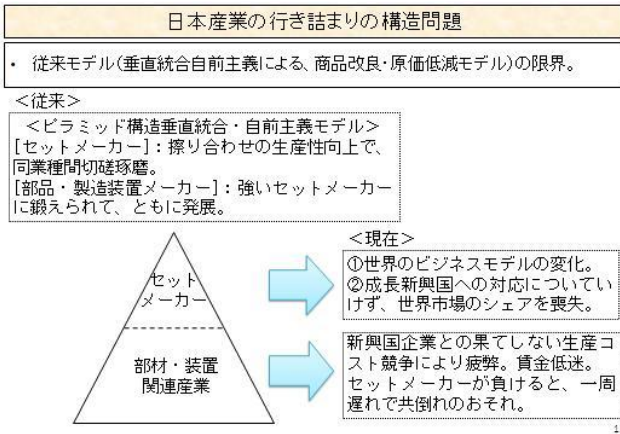 日本産業の行き詰まりの構造問題
・ 従来モデル(垂直統合自前主義による、商品改良・原価低減モデル)の限界。
＜従来＞
＜ピラミッド構造垂直統合・自前主義モデル＞
[セットメーカー]：擦り合わせの生産性向上で、
同業種間切磋琢磨。
[部品・製造装置メーカー]：強いセットメーカー
に鍛えられて、ともに発展。
セット
メーカー
部材・装置
関連産業
＜現在＞
①世界のビジネスモデルの変化。
②成長新興国への対応についてい
けず、世界市場のシェアを喪失。
新興国企業との果てしない生産コ
スト競争により疲弊。賃金低迷。
セットメーカーが負けると、一周
遅れで共倒れのおそれ。
1